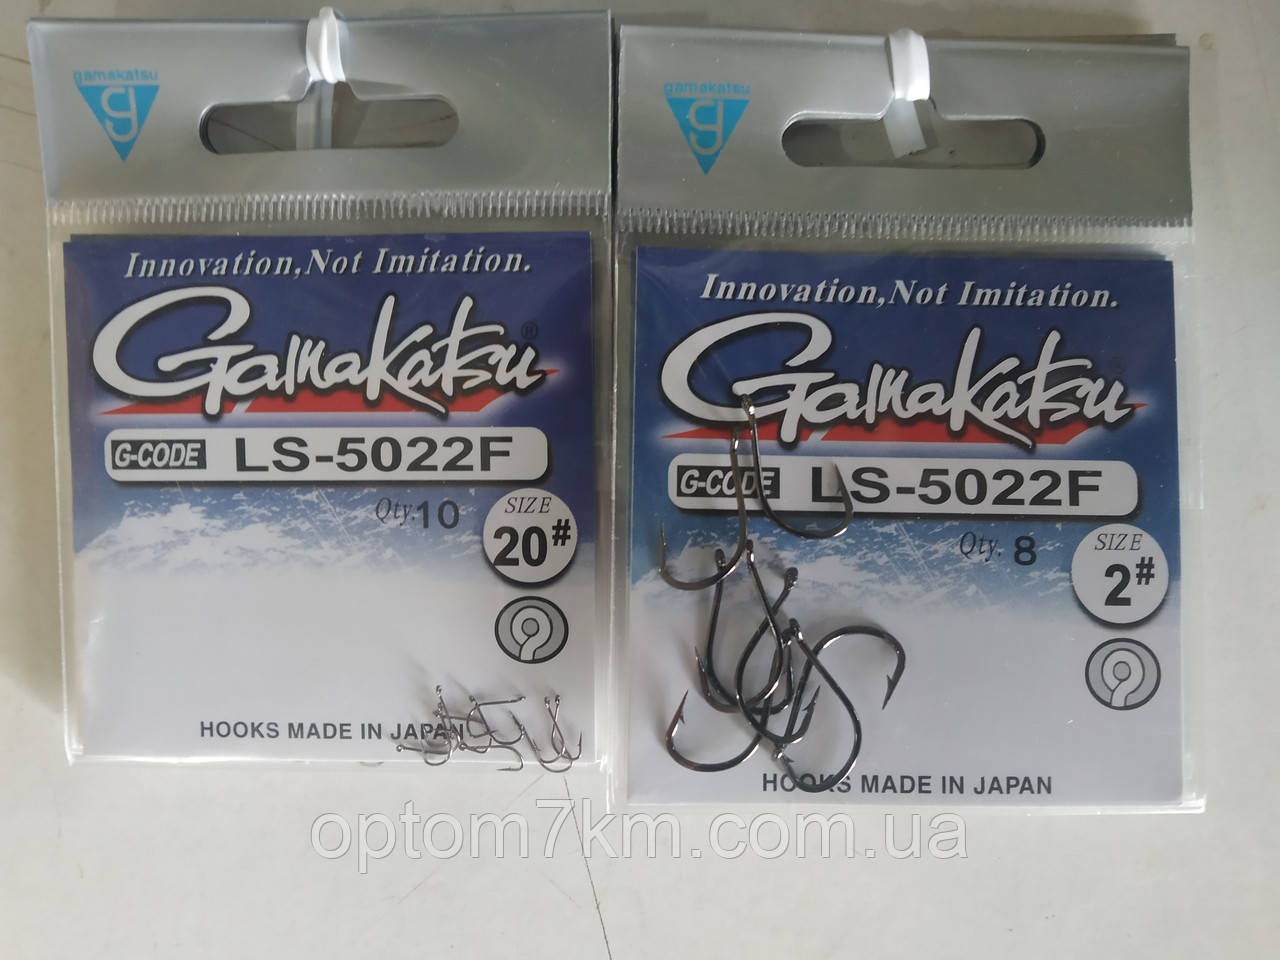 gamakatsu
g
Innovation,Not Imitation.
Gamakatsu®
G-CODE LS-5022F
Qty.10
SIZE
20#
HOOKS MADE IN JAPAN
gamakatsu
g
Innovation,Not Imitation.
Gamakatsu®
G-CODE LS-5022F
Qty. 8
SIZE
2#
HOOKS MADE IN JAPAN
optom7km.com.ua